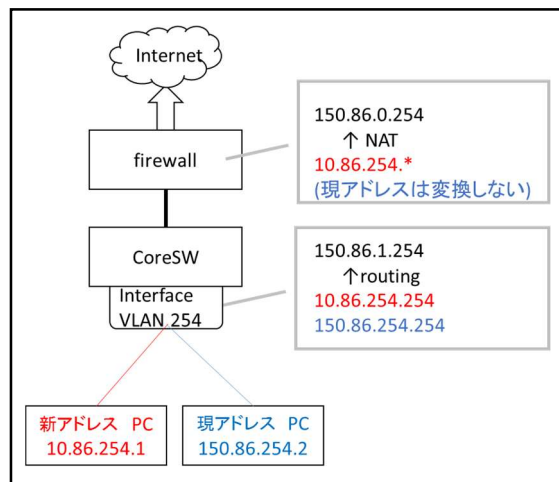 Internet
firewall
150.86.0.254
↑ NAT
10.86.254.*
(現アドレスは変換しない)
CoreSW
Interface
VLAN 254
150.86.1.254
↑routing
10.86.254.254
150.86.254.254
新アドレス PC
10.86.254.1
現アドレス PC
150.86.254.2